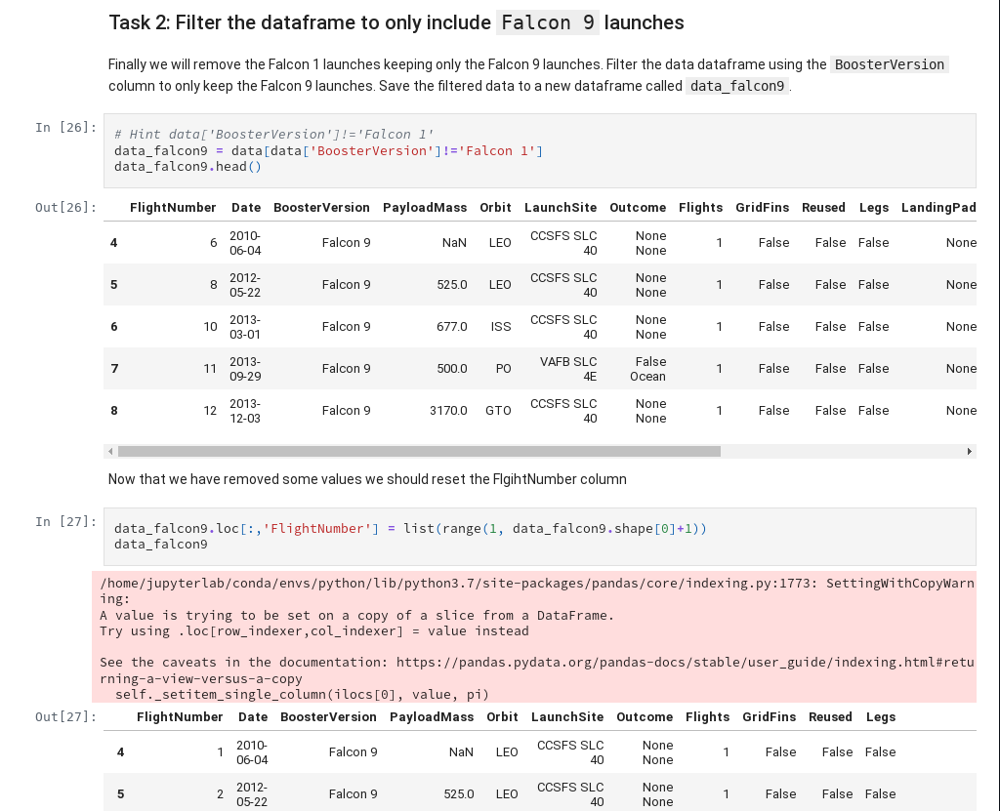 Task 2: Filter the dataframe to only include Falcon 9 launches
Finally we will remove the Falcon 1 launches keeping only the Falcon 9 launches. Filter the data dataframe using the BoosterVersion
column to only keep the Falcon 9 launches. Save the filtered data to a new dataframe called data_falcon9 .
In [26]:
# Hint data['BoosterVersion']!='Falcon 1'
data_falcon9 = data[data['BoosterVersion']!='Falcon 1']
data_falcon9.head()
Out[26]:
FlightNumber Date BoosterVersion PayloadMass Orbit LaunchSite Outcome Flights GridFins Reused Legs LandingPad
4 6 2010-06-04 Falcon 9 NaN LEO CCSFS SLC 40 None None 1 False False False None
5 8 2012-05-22 Falcon 9 525.0 LEO CCSFS SLC 40 None None 1 False False False None
6 10 2013-03-01 Falcon 9 677.0 ISS CCSFS SLC 40 None None 1 False False False None
7 11 2013-09-29 Falcon 9 500.0 PO VAFB SLC 4E False Ocean 1 False False False None
8 12 2013-12-03 Falcon 9 3170.0 GTO CCSFS SLC 40 None None 1 False False False None
Now that we have removed some values we should reset the FlgihtNumber column
In [27]:
data_falcon9.loc[:,'FlightNumber'] = list(range(1, data_falcon9.shape[0]+1))
data_falcon9
/home/jupyterlab/conda/envs/python/lib/python3.7/site-packages/pandas/core/indexing.py:1773: SettingWithCopyWarn
ing:
A value is trying to be set on a copy of a slice from a DataFrame.
Try using .loc[row_indexer,col_indexer] = value instead
See the caveats in the documentation: https://pandas.pydata.org/pandas-docs/stable/user_guide/indexing.html#retu
rning-a-view-versus-a-copy
self._setitem_single_column(ilocs[0], value, pi)
Out[27]:
FlightNumber Date BoosterVersion PayloadMass Orbit LaunchSite Outcome Flights GridFins Reused Legs
4 1 2010-06-04 Falcon 9 NaN LEO CCSFS SLC 40 None None 1 False False False
5 2 2012-05-22 Falcon 9 525.0 LEO CCSFS SLC 40 None None 1 False False False